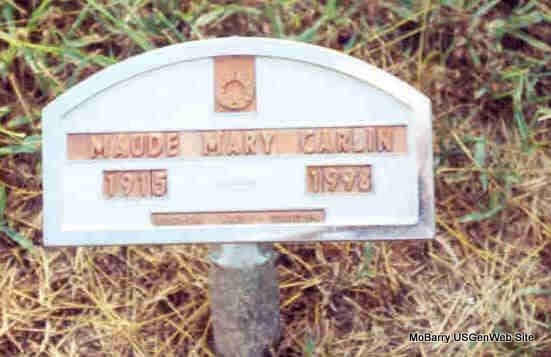 MAUDE MARY CARLIN
1915 1998
MoBarry USGenWeb Site